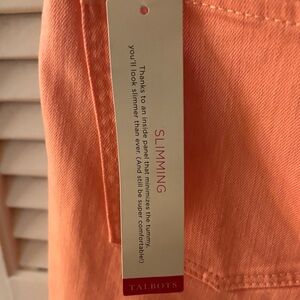 SLIMMING
Thanks to an inside panel that minimizes the tummy,
you'll look slimmer than ever. (And still be super comfortable!)
TALBOTS